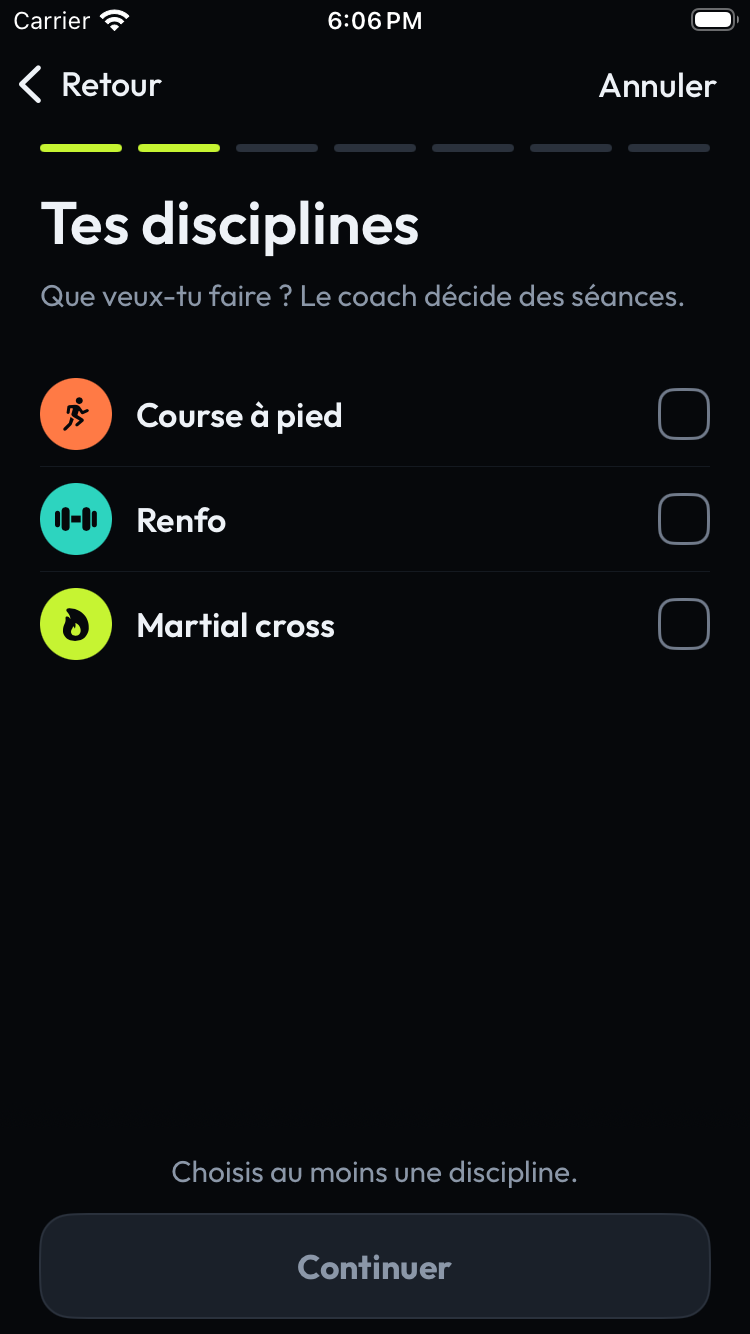 Carrier 6:06 PM
Retour Annuler
Tes disciplines
Que veux-tu faire ? Le coach décide des séances.
Course à pied
Renfo
Martial cross
Choisis au moins une discipline.
Continuer